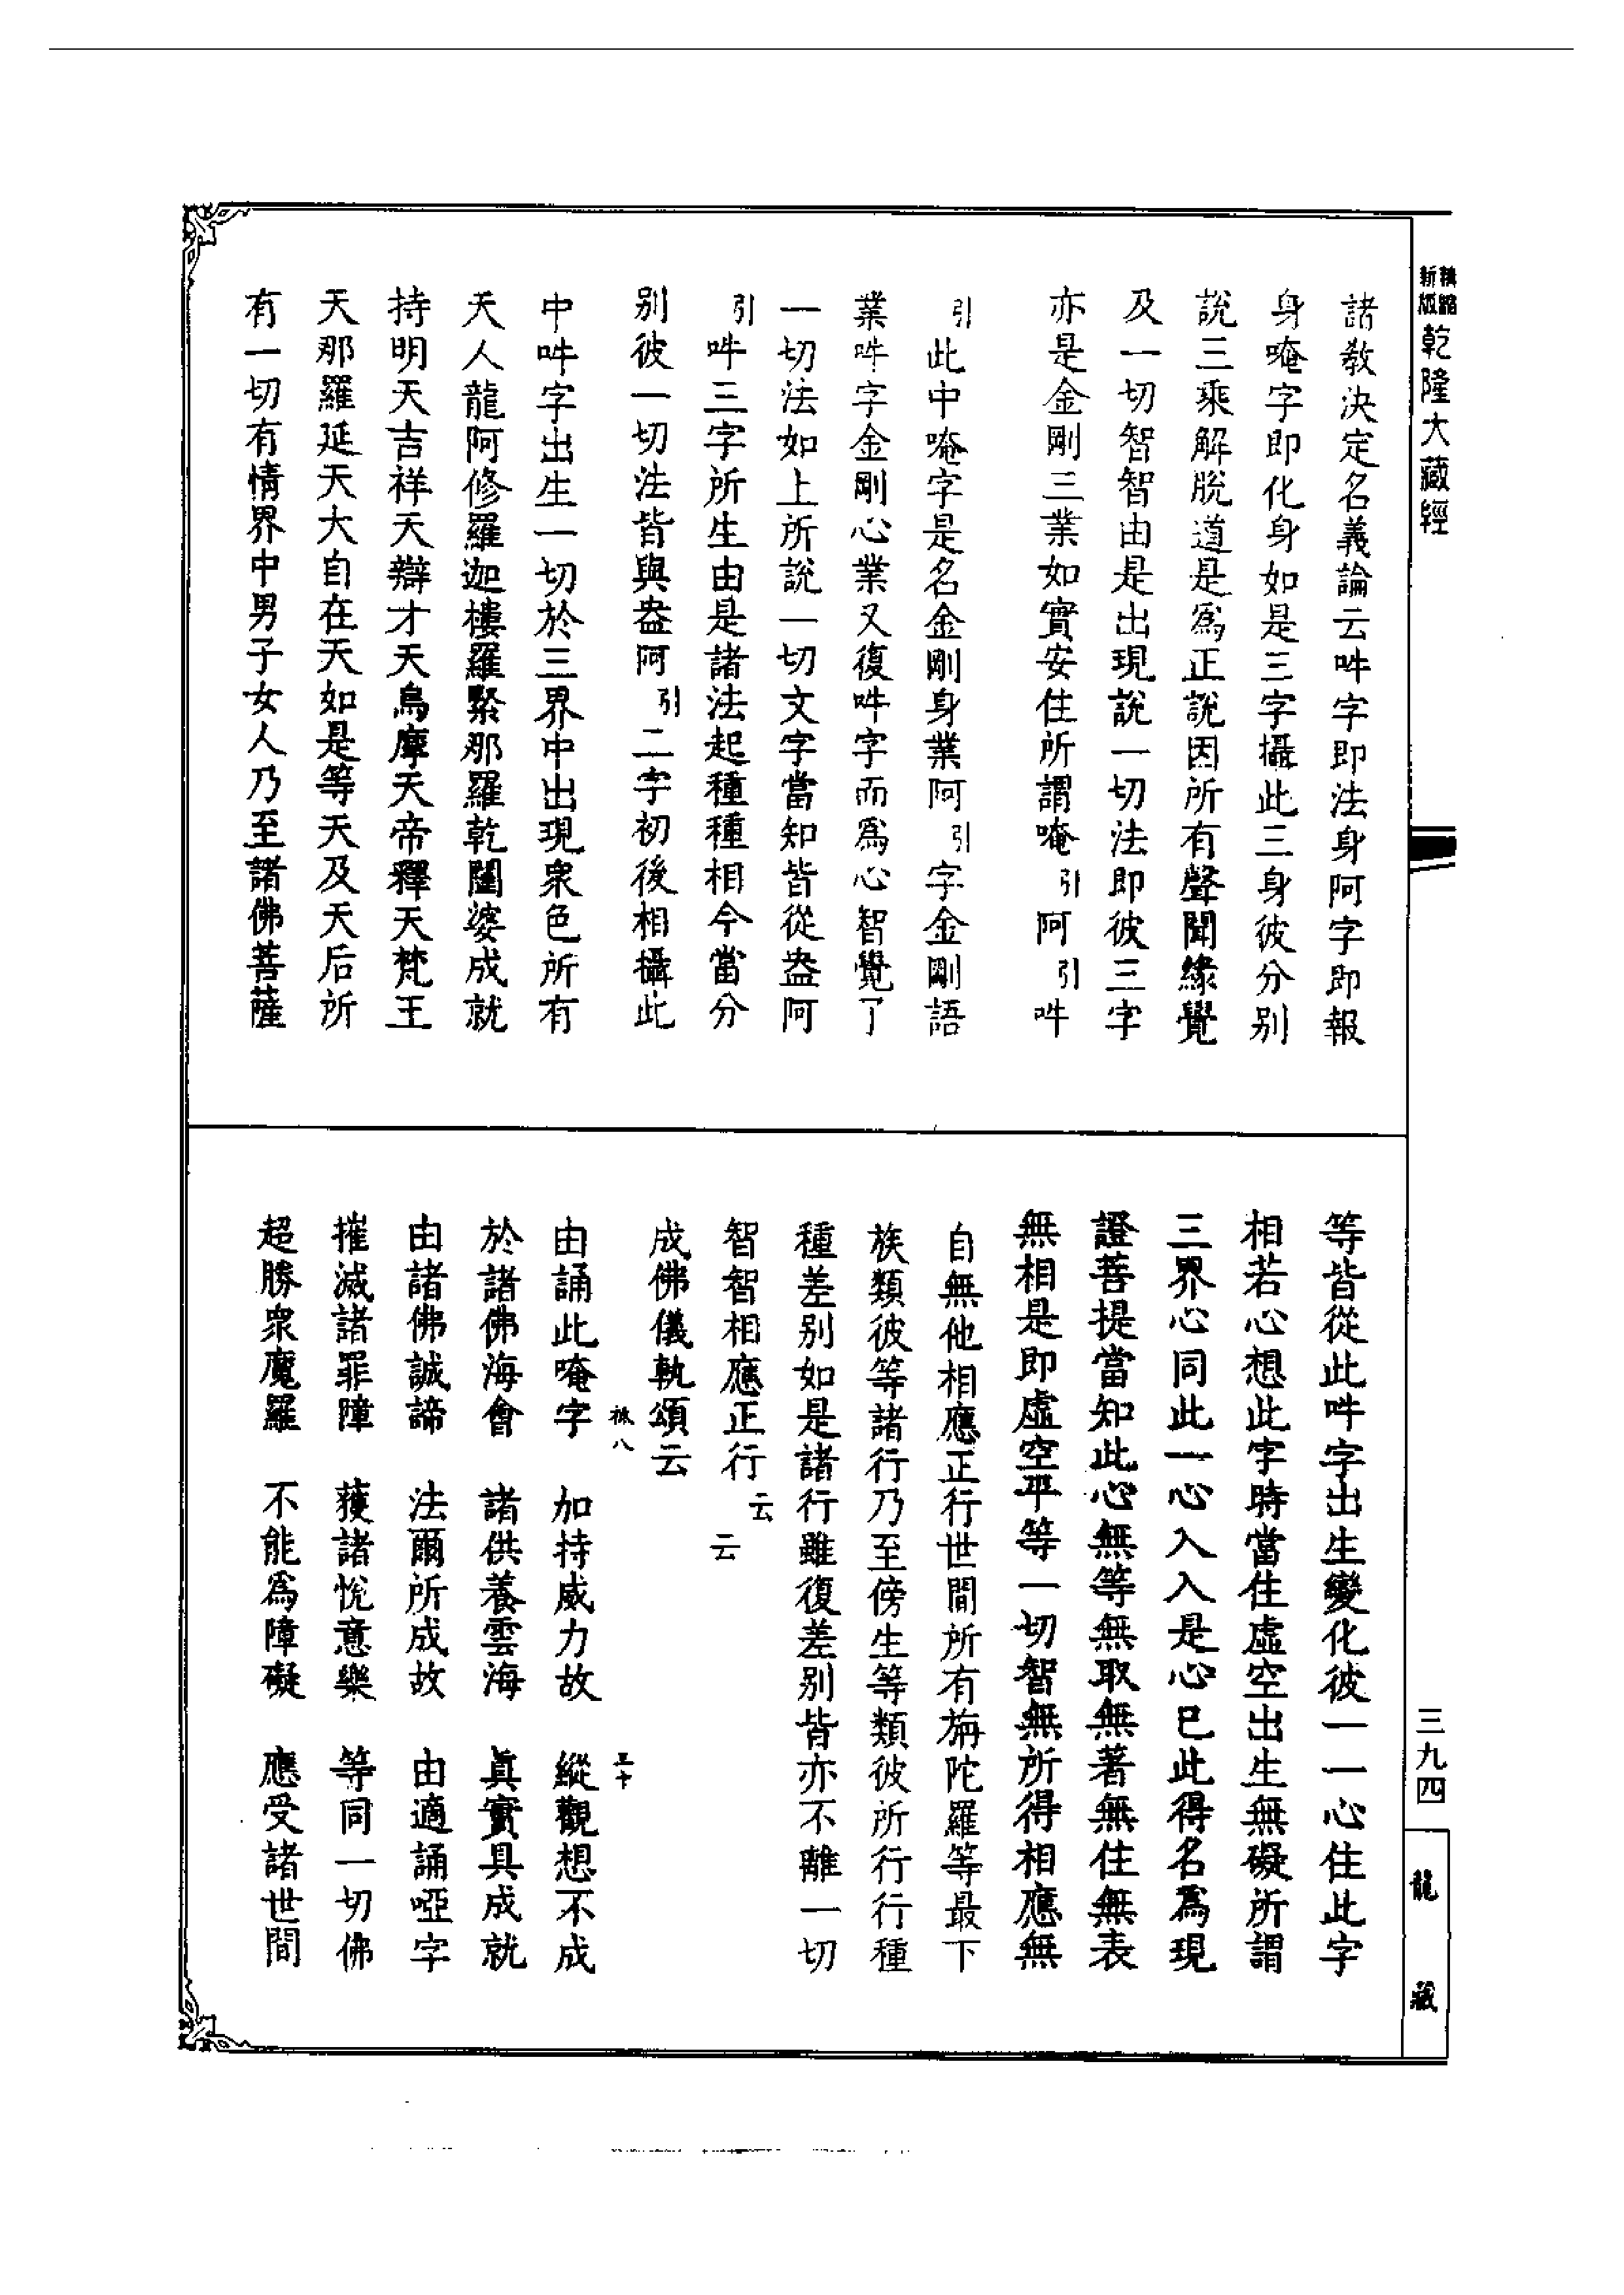 精縮新版乾隆大藏經
諸教決定名義論云吽字即法身阿字即報
身唵字即化身如是三字攝此三身彼分別
說三乘解脫道是為正說因所有聲聞緣覺
及一切智智由是出現說一切法即彼三字
亦是金剛三業如實安住所謂唵引阿引吽
引此中唵字是名金剛身業阿引字金剛語
業吽字金剛心業又復吽字而為心智覺了
一切法如上所說一切文字當知皆從盎阿
引吽三字所生由是諸法起種種相今當分
別彼一切法皆與盎阿引二字初後相攝此
中吽字出生一切於三界中出現眾色所有
天人龍阿修羅迦樓羅緊那羅乾闥婆成就
持明天吉祥天辯才天烏摩天帝釋天梵王
天那羅延天大自在天如是等天及天后所
有一切有情界中男子女人乃至諸佛菩薩
等皆從此吽字出生變化彼一一心住此字
相若心想此字時當住虛空出生無礙所謂
三界心同此一心入入是心已此得名為現
證菩提當知此心無等無取無著無住無表
無相是即虛空平等一切智無所得相應無
自無他相應正行世間所有旃陀羅等最下
族類彼等諸行乃至傍生等類彼所行行種
種差別如是諸行雖復差別皆亦不離一切
智智相應正行云云
成佛儀軌頌云
由誦此唵字 加持威力故 縱觀想不成
於諸佛海會 諸供養雲海 真實具成就
由諸佛誠諦 法爾所成故 由適誦啞字
摧滅諸罪障 獲諸悅意樂 等同一切佛
超勝眾魔羅 不能為障礙 應受諸世間
三九四
龍藏